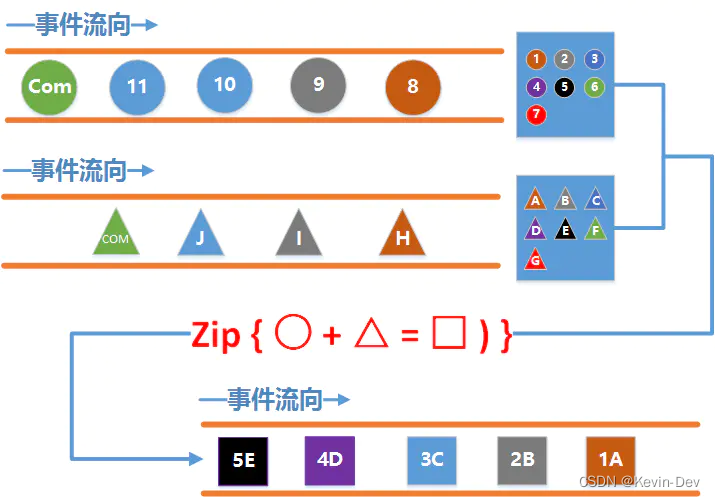 事件流向
Com 11 10 9 8
1 2 3
4 5 6
7
事件流向
COM J I H
A B C
D E F
G
Zip { ○ + △ = □ ) }
事件流向
5E 4D 3C 2B 1A
CSDN @Kevin-Dev